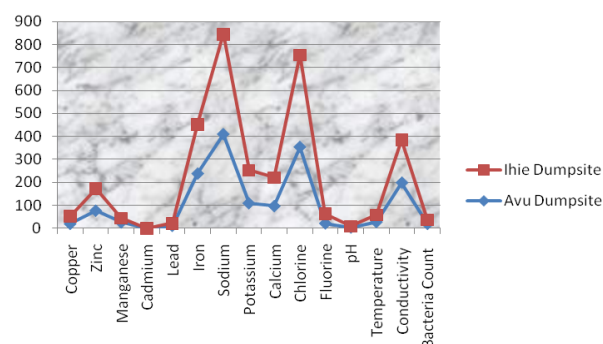 900
800
700
600
500
400
300
200
100
0
Copper
Zinc
Manganese
Cadmium
Lead
Iron
Sodium
Potassium
Calcium
Chlorine
Fluorine
pH
Temperature
Conductivity
Bacteria Count
Ihie Dumpsite
Avu Dumpsite